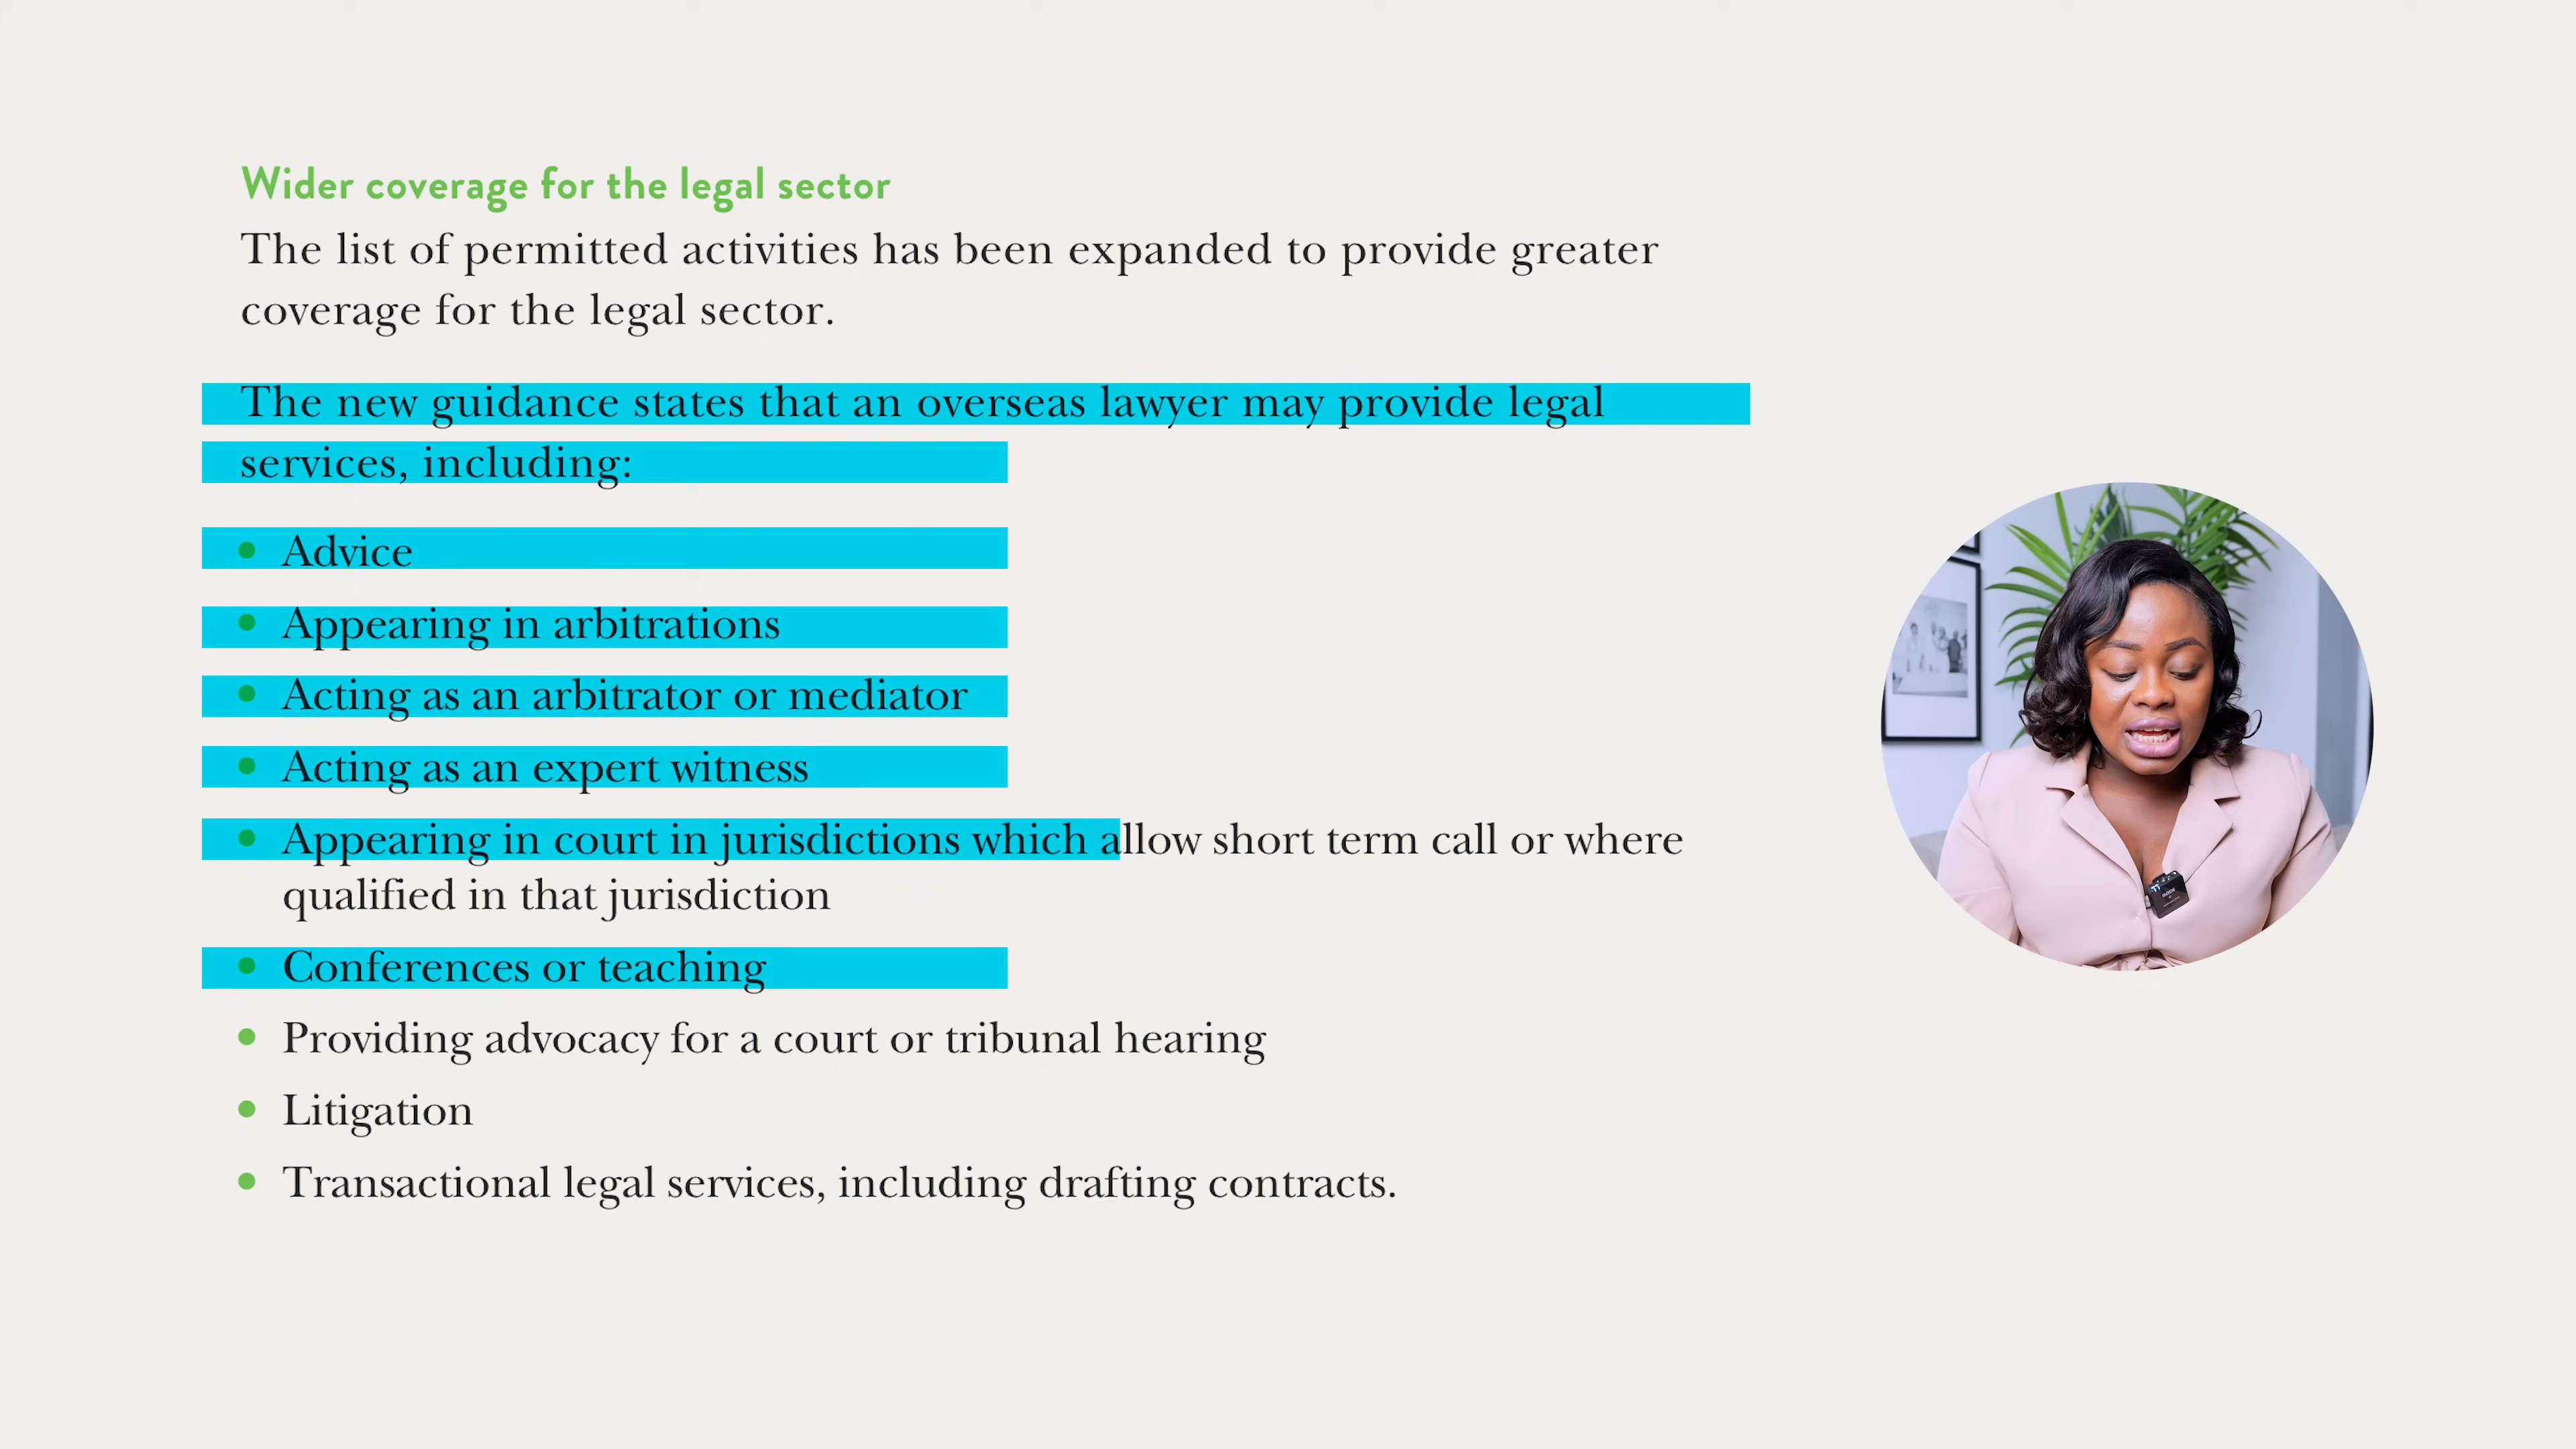 Wider coverage for the legal sector
The list of permitted activities has been expanded to provide greater
coverage for the legal sector.
The new guidance states that an overseas lawyer may provide legal
services, including:
• Advice
• Appearing in arbitrations
• Acting as an arbitrator or mediator
• Acting as an expert witness
• Appearing in court in jurisdictions which allow short term call or where
qualified in that jurisdiction
• Conferences or teaching
• Providing advocacy for a court or tribunal hearing
• Litigation
• Transactional legal services, including drafting contracts.